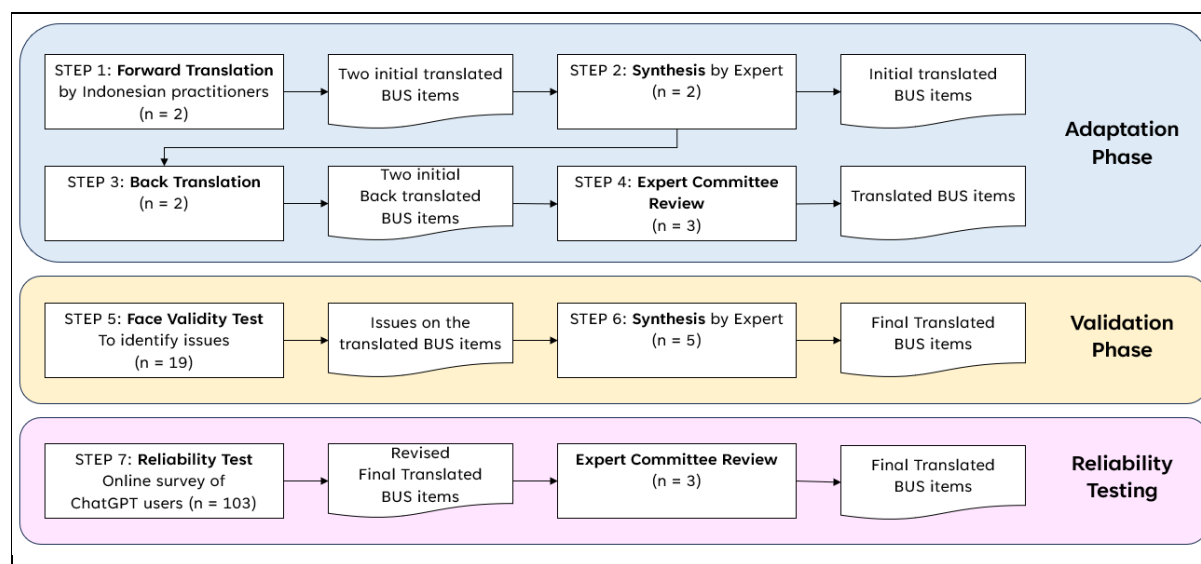 STEP 1: Forward Translation
by Indonesian practitioners
(n = 2)
Two initial translated
BUS items
STEP 2: Synthesis by Expert
(n = 2)
Initial translated
BUS items
Adaptation
Phase
STEP 3: Back Translation
(n = 2)
Two initial
Back translated
BUS items
STEP 4: Expert Committee
Review
(n = 3)
Translated BUS items
STEP 5: Face Validity Test
To identify issues
(n = 19)
Issues on the
translated BUS items
STEP 6: Synthesis by Expert
(n = 5)
Final Translated
BUS items
Validation
Phase
STEP 7: Reliability Test
Online survey of
ChatGPT users (n = 103)
Revised
Final Translated
BUS items
Expert Committee Review
(n = 3)
Final Translated
BUS items
Reliability
Testing